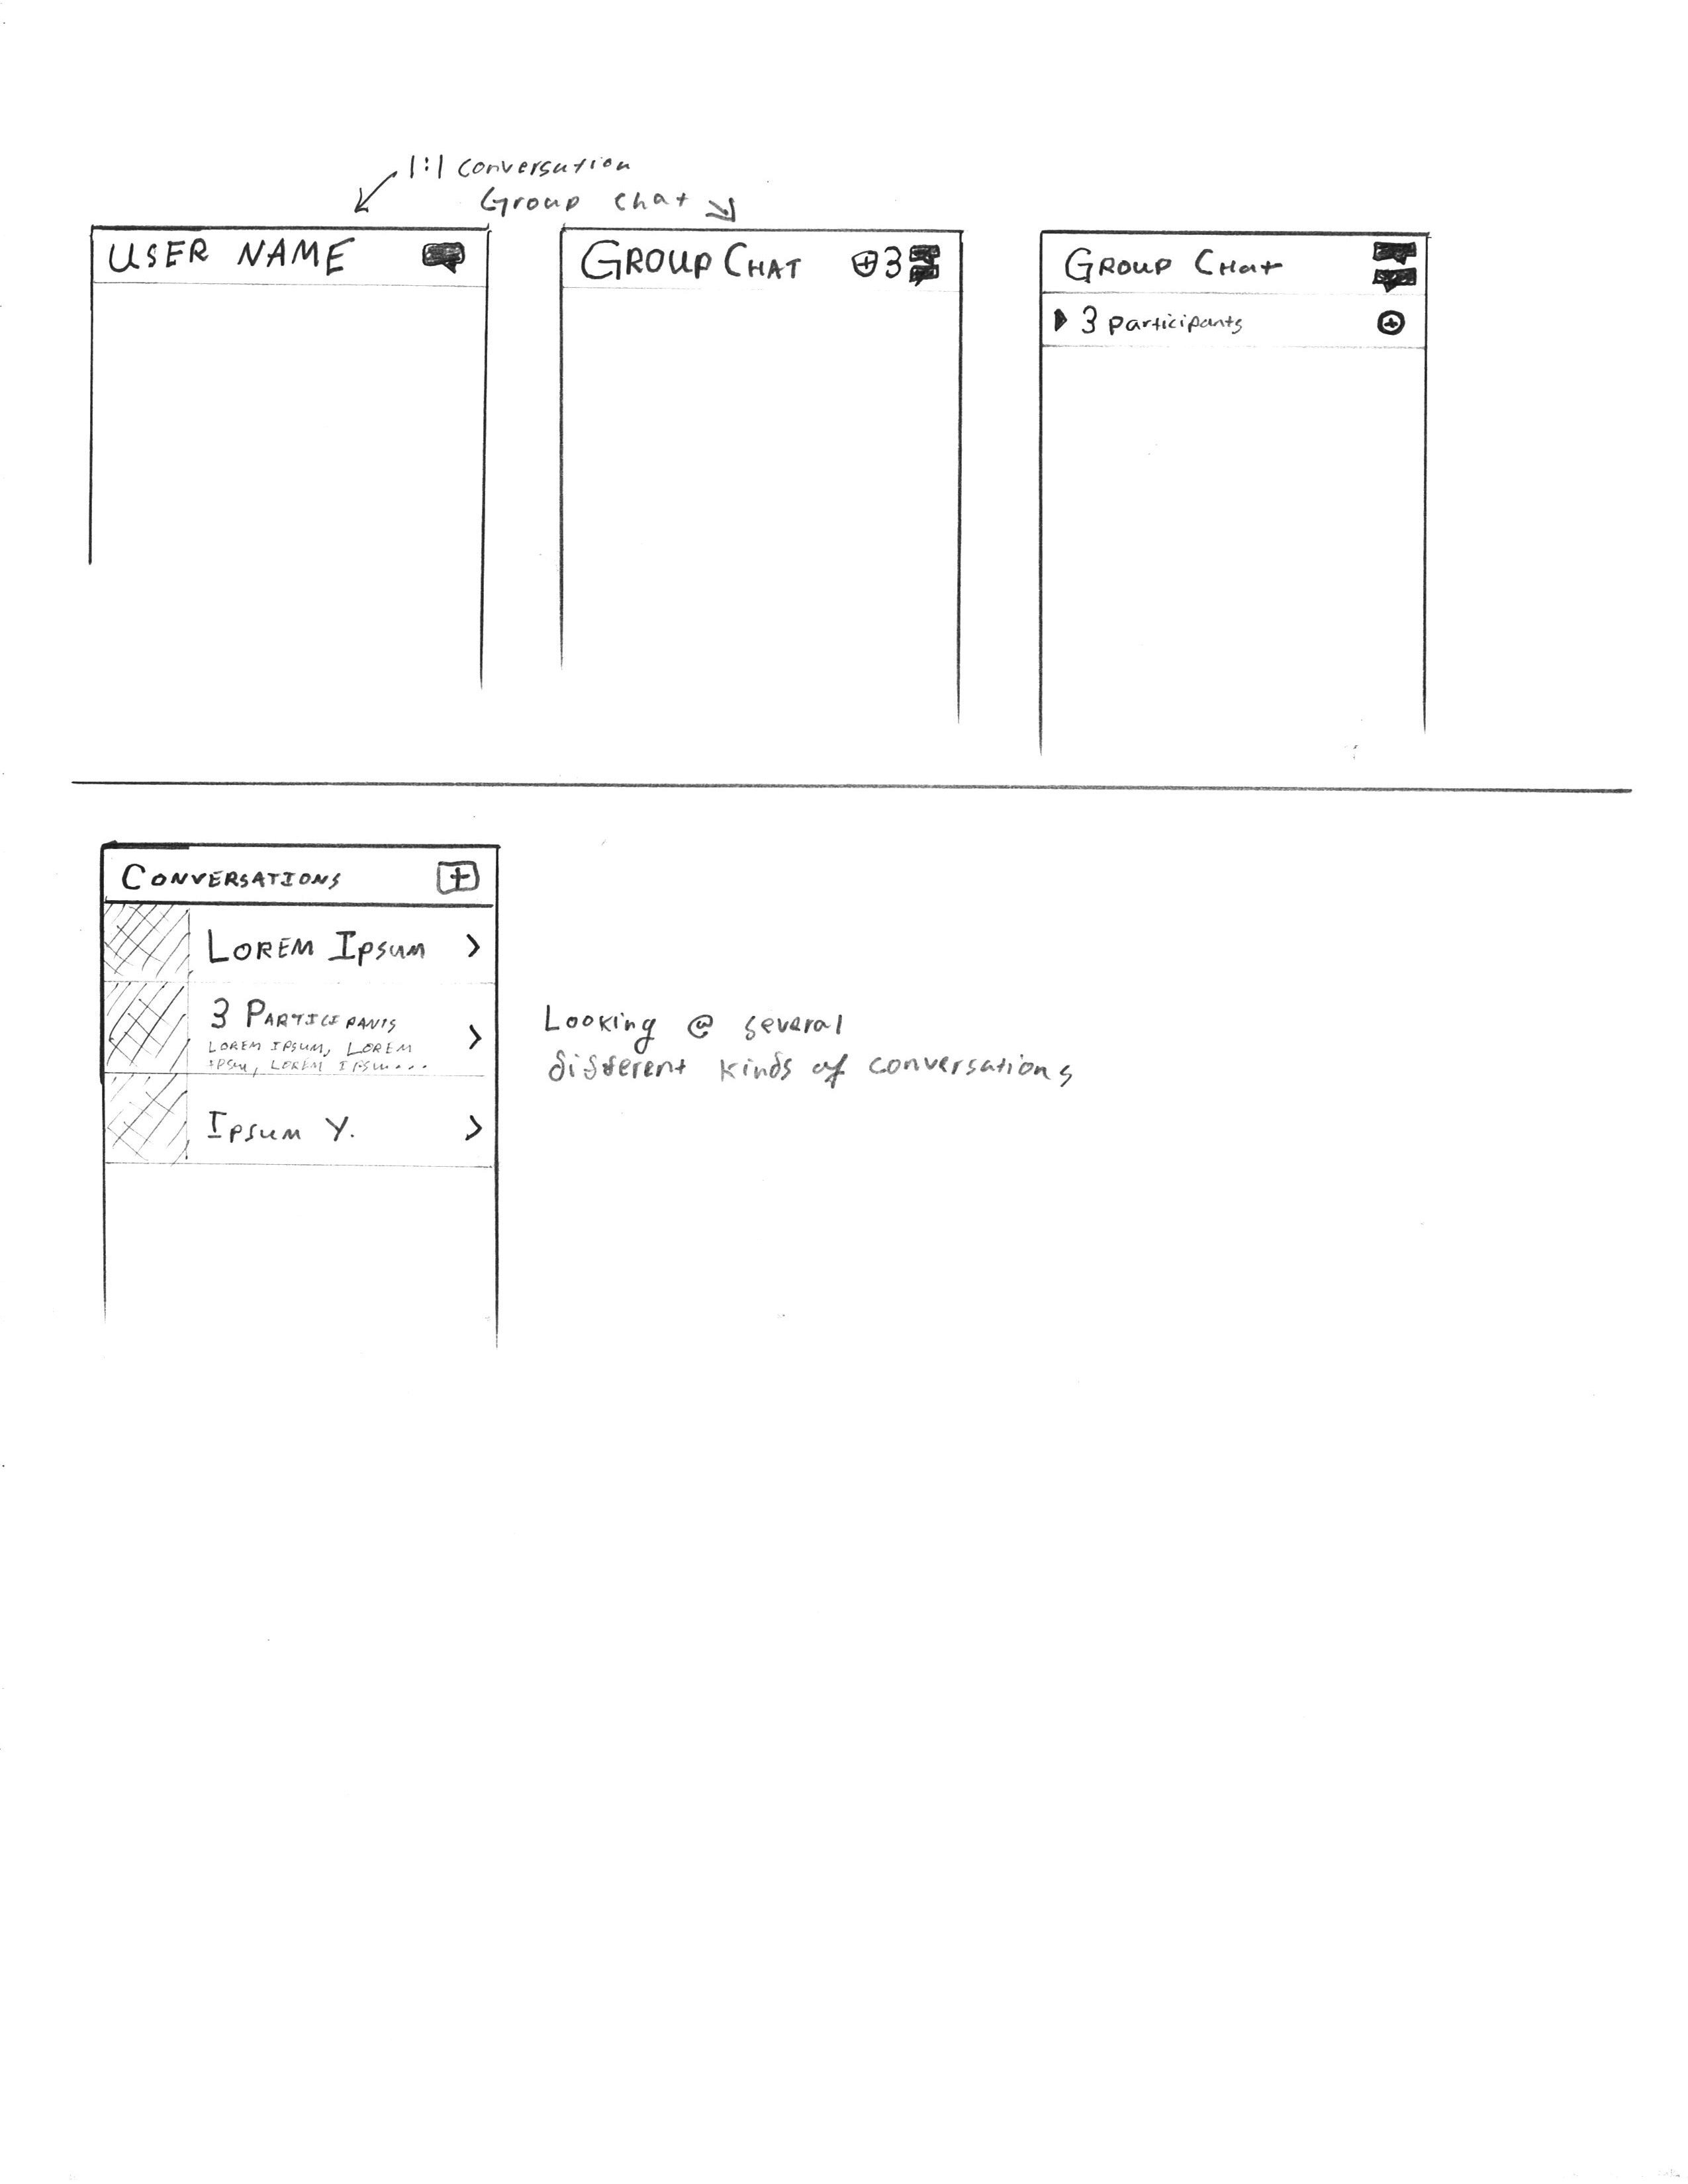 1:1 conversation
Group chat
USER NAME
GROUP CHAT 3
GROUP CHat
3 participants
CONVERSATIONS
LOREM IPSUM
3 PARTICIPANTS
LOREM IPSUM, LOREM
IPSUM, LOREM IPSUM...
IPSUM Y.
Looking @ several
different kinds of conversations